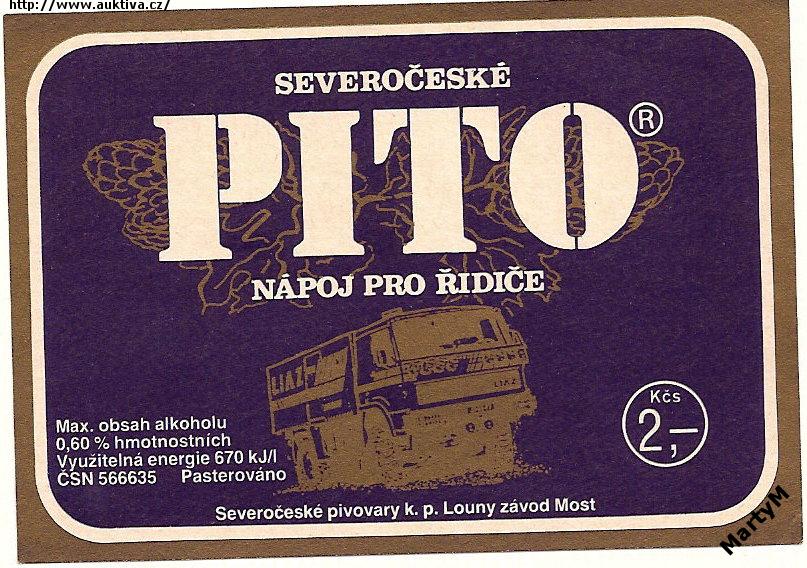 http://www.auktiva.cz/
SEVEROČESKÉ
PITO®
NÁPOJ PRO ŘIDIČE
LIAZ
LIAZ
Max. obsah alkoholu
0,60 % hmotnostních
Využitelná energie 670 kJ/l
ČSN 566635 Pasterováno
Kčs
2,–
Severočeské pivovary k. p. Louny závod Most
MartyM